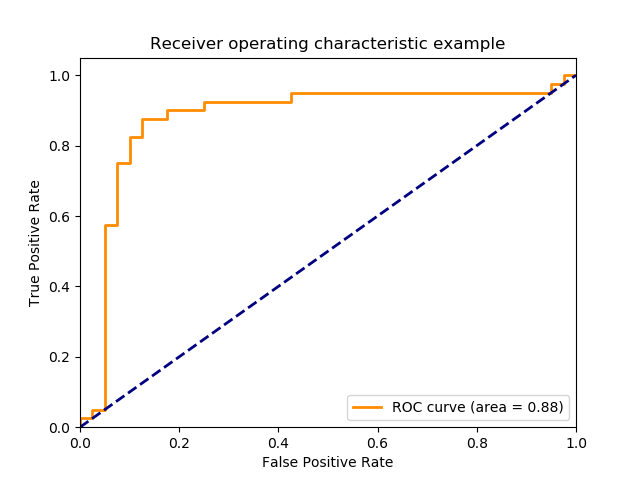 Receiver operating characteristic example
True Positive Rate
1.0
0.8
0.6
0.4
0.2
0.0
ROC curve (area = 0.88)
0.0 0.2 0.4 0.6 0.8 1.0
False Positive Rate